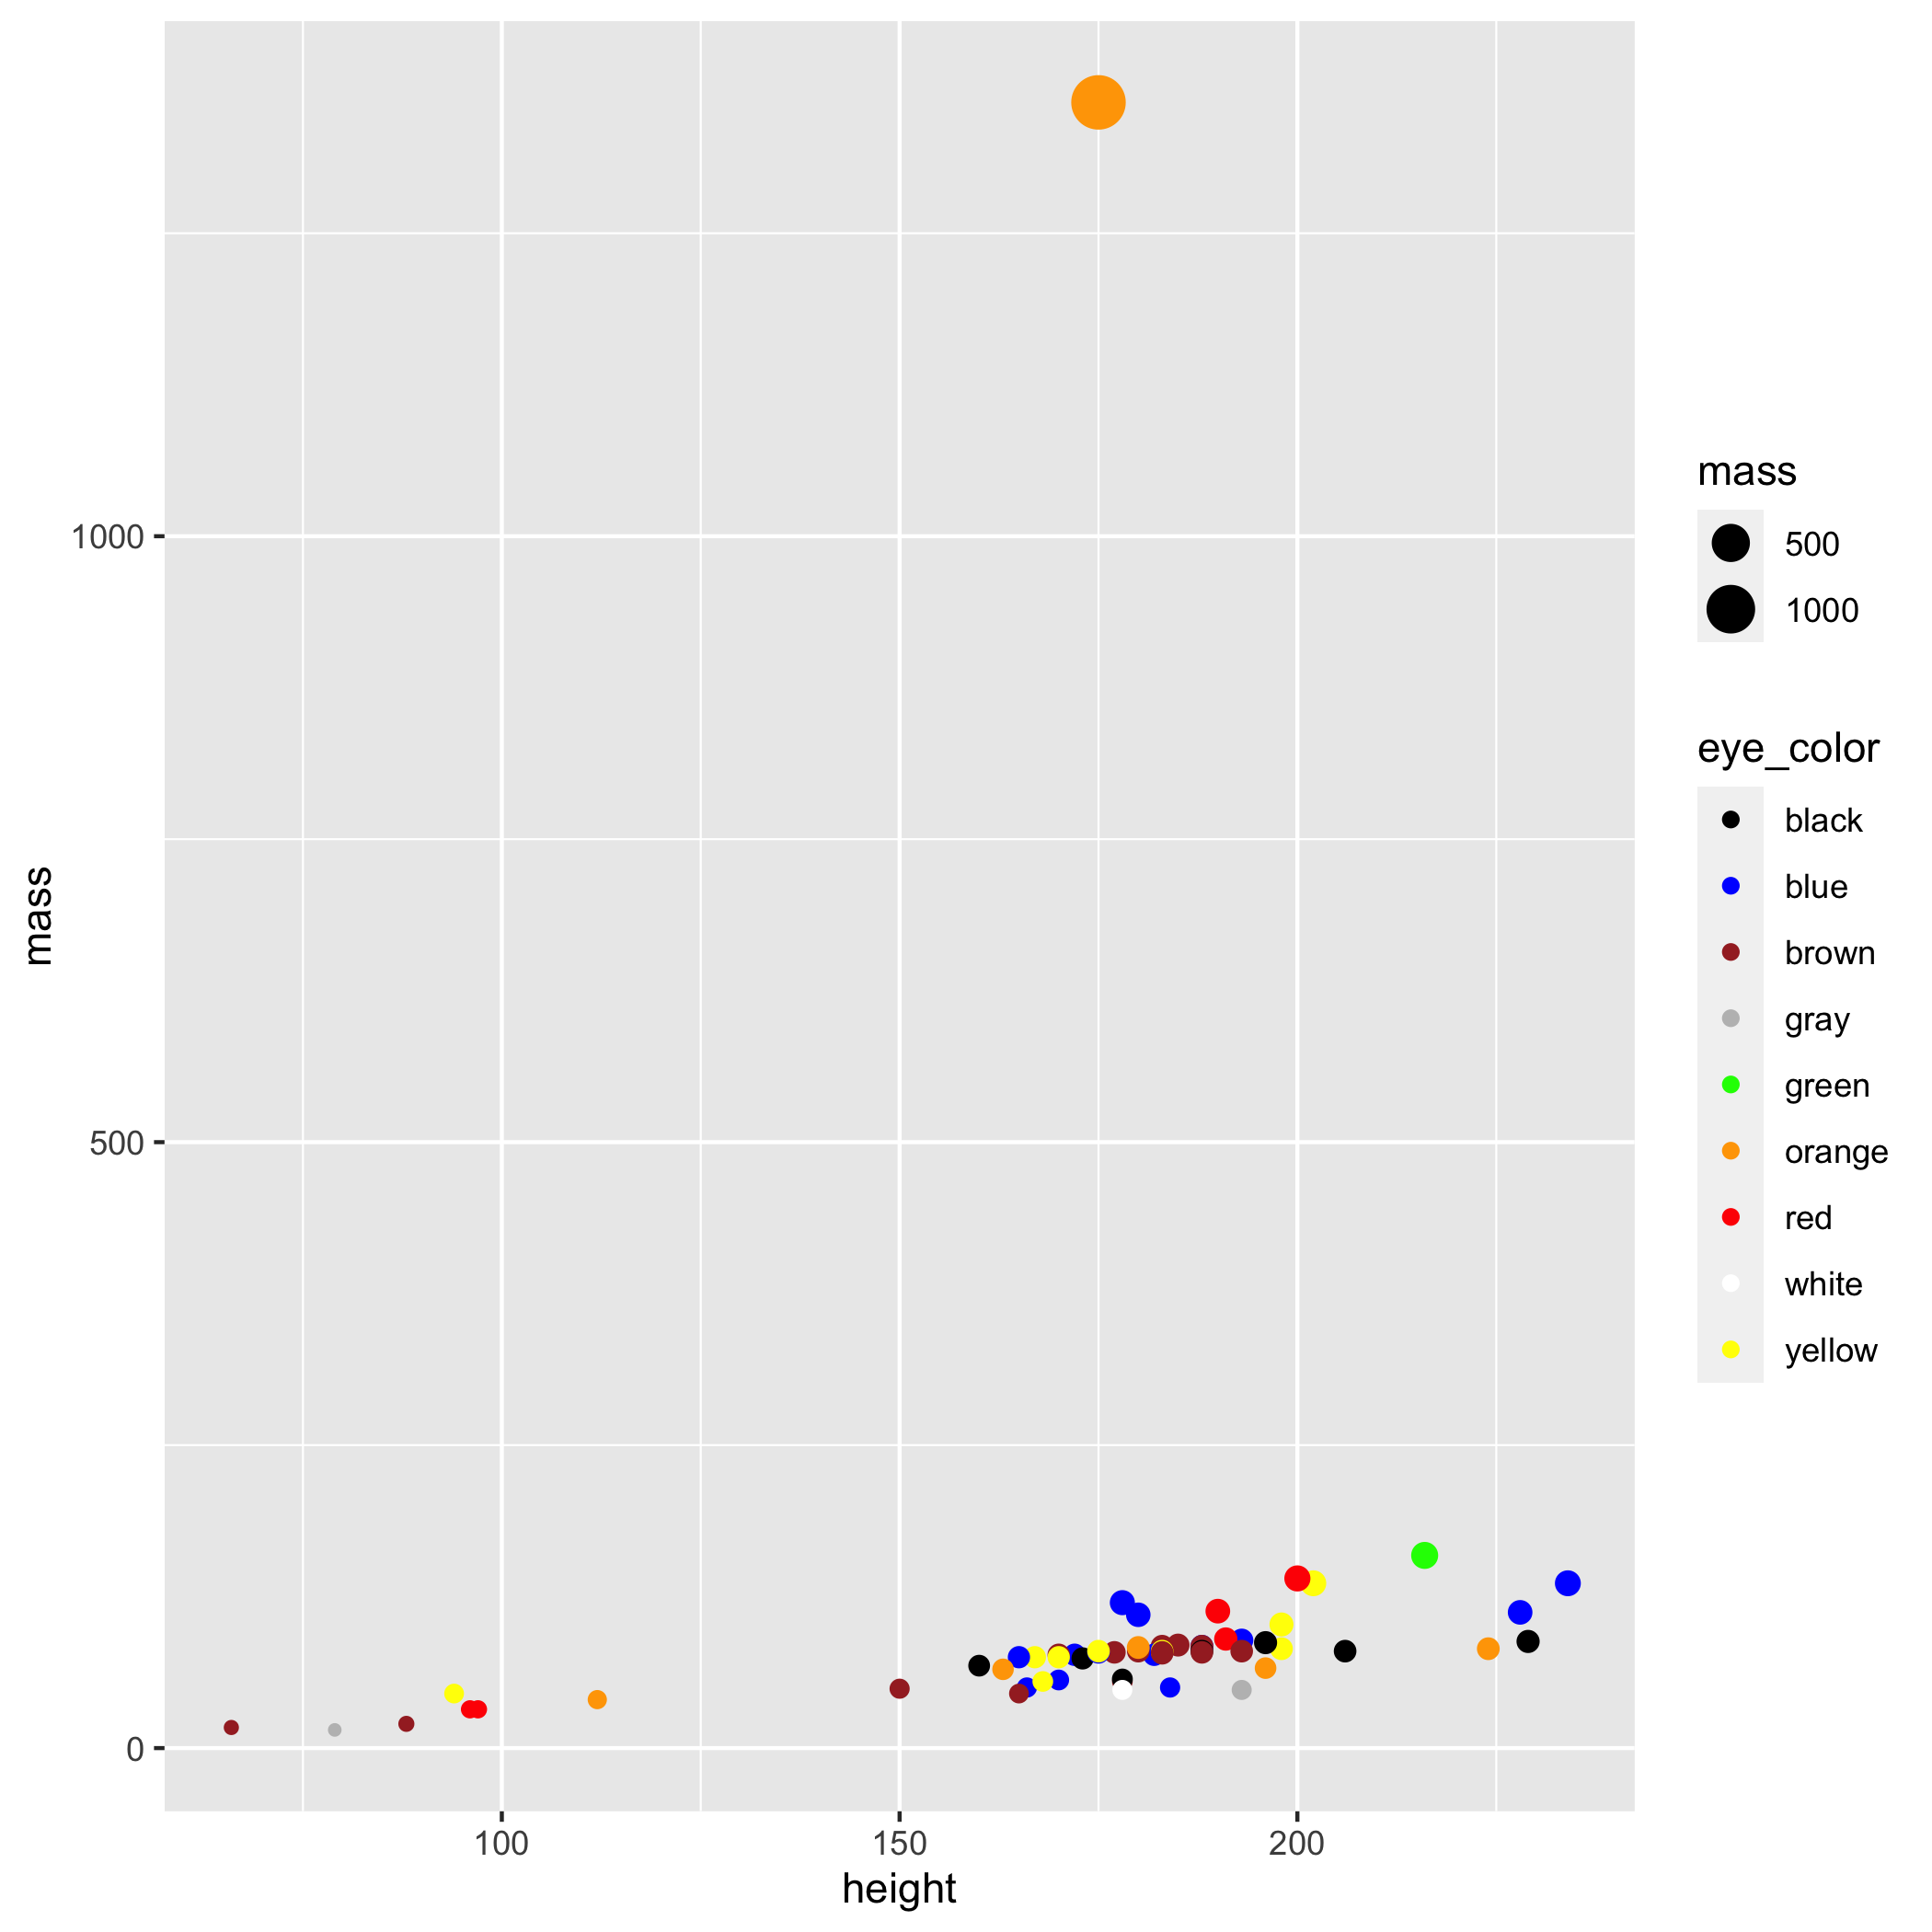 mass
1000
500
0
100
150
200
height
mass
500
1000
eye_color
black
blue
brown
gray
green
orange
red
white
yellow